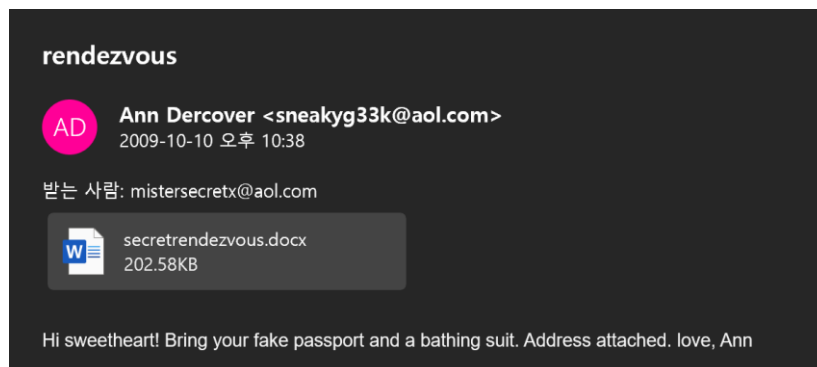 rendezvous
AD
Ann Dercover <sneakyg33k@aol.com>
2009-10-10 오후 10:38
받는 사람: mistersecretx@aol.com
W
secretrendezvous.docx
202.58KB
Hi sweetheart! Bring your fake passport and a bathing suit. Address attached. love, Ann